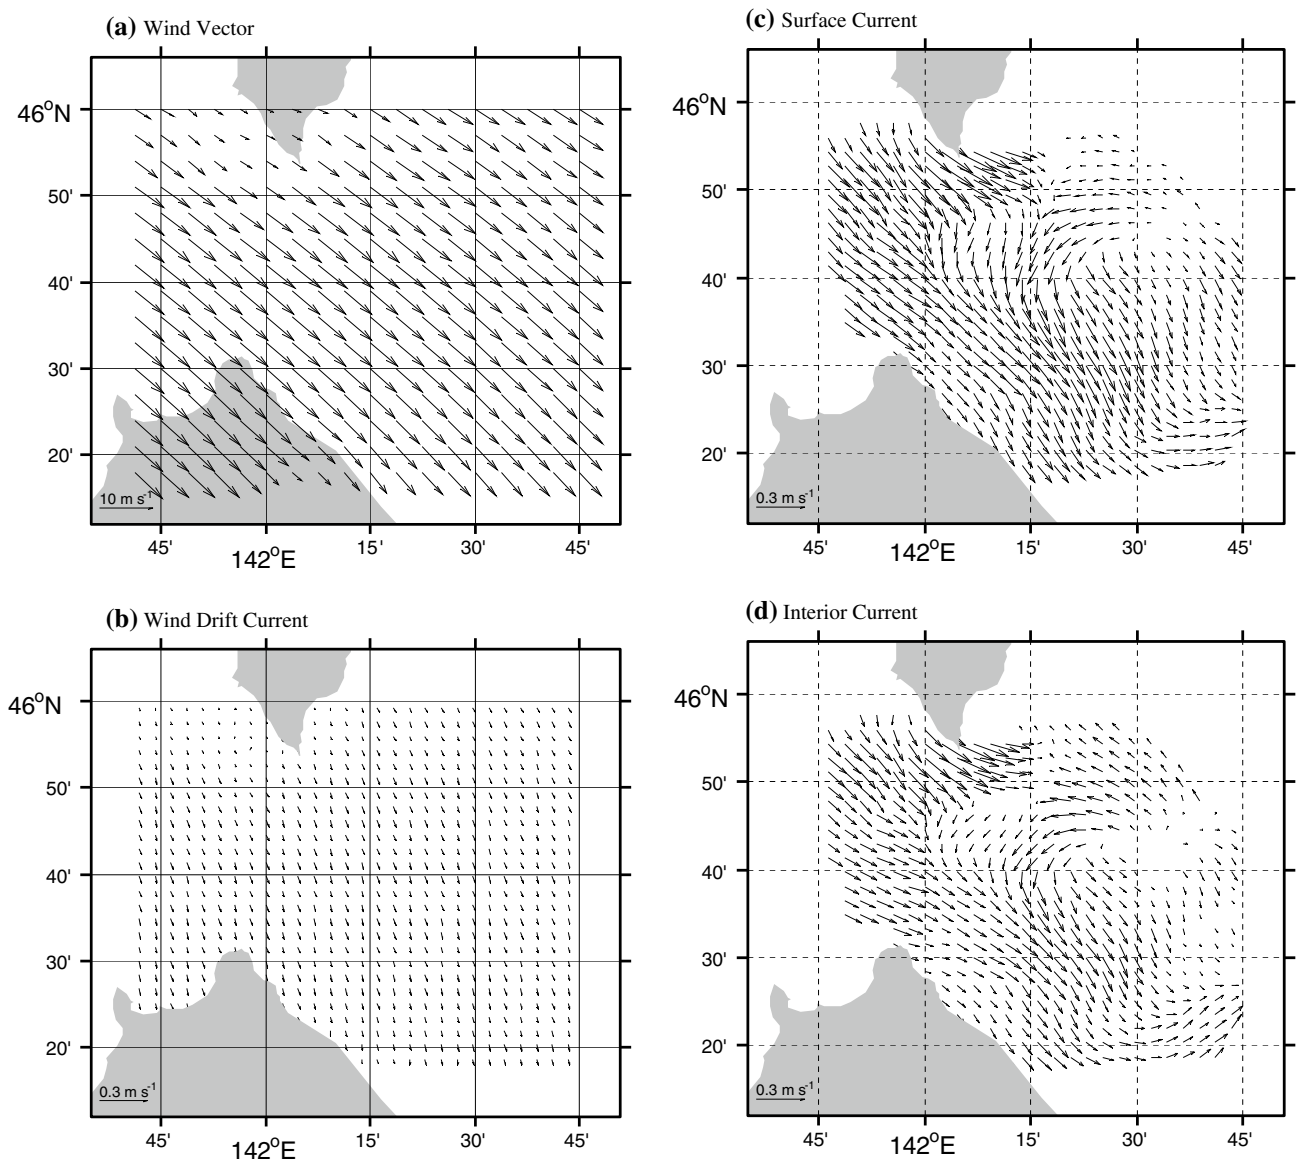 (a) Wind Vector
46°N
50'
40'
30'
20'
10 m s-1
45'
142°E
15'
30'
45'
(c) Surface Current
46°N
50'
40'
30'
20'
0.3 m s-1
45'
142°E
15'
30'
45'
(b) Wind Drift Current
46°N
50'
40'
30'
20'
0.3 m s-1
45'
142°E
15'
30'
45'
(d) Interior Current
46°N
50'
40'
30'
20'
0.3 m s-1
45'
142°E
15'
30'
45'